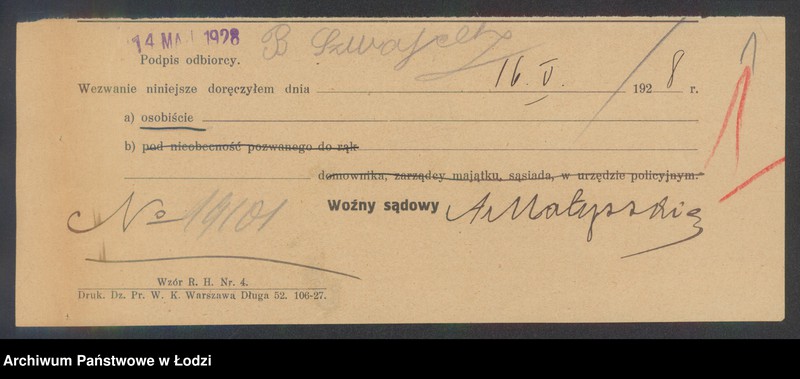 14 MAJ 1928 B Szwajcer
Podpis odbiorcy.
Wezwanie niniejsze doręczyłem dnia 16. V. 1928 r.
a) osobiście
b) pod nieobecność pozwanego do rąk
domownika, zarządcy majątku, sąsiada, w urzędzie policyjnym.
Woźny sądowy
No 19101
Wzór R. H. Nr. 4.
Druk. Dz. Pr. W. K. Warszawa Długa 52. 106-27.
Archiwum Państwowe w Łodzi